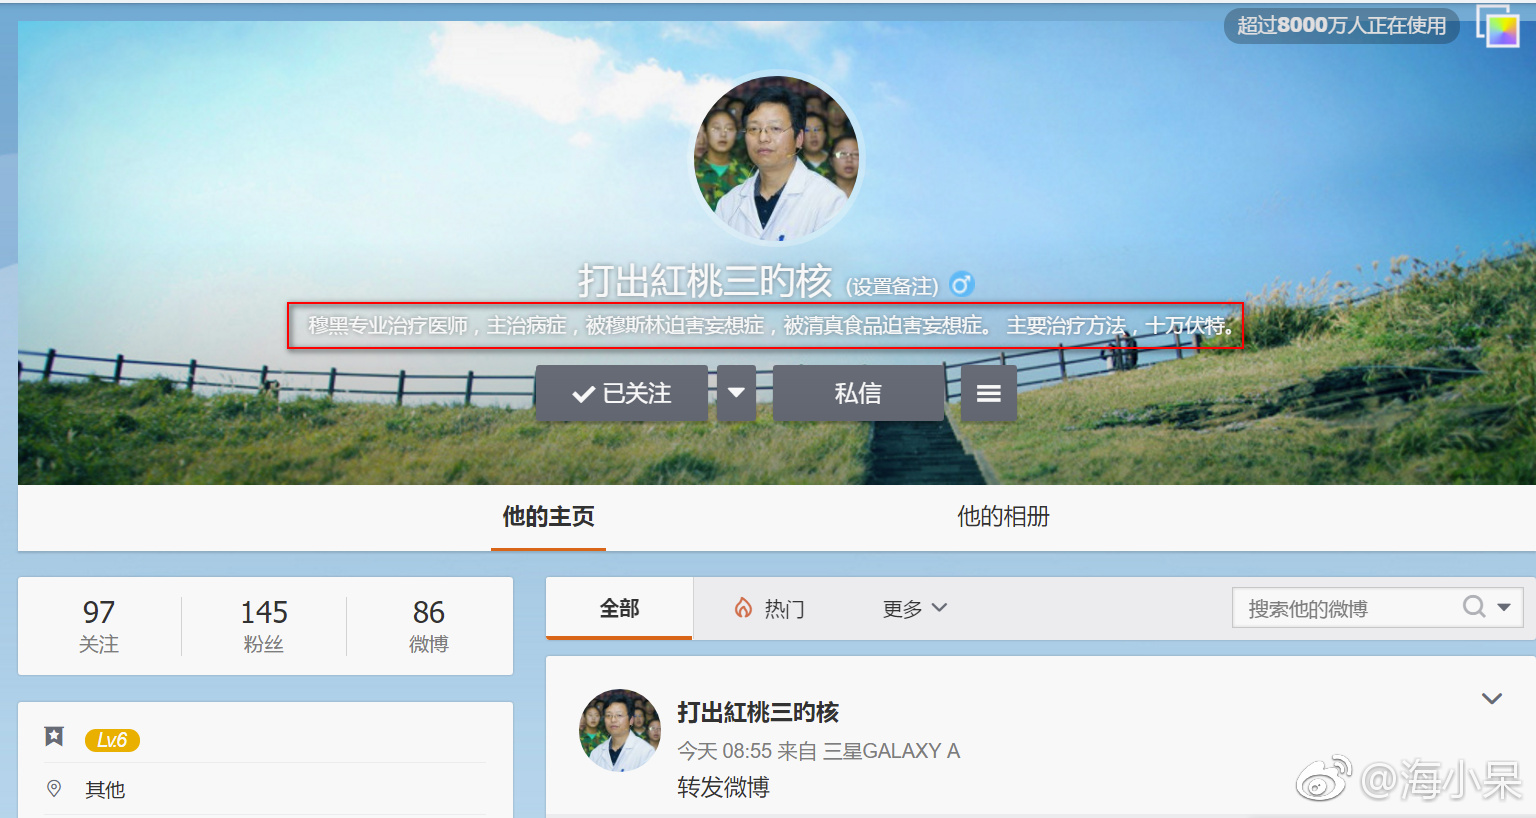 超过8000万人正在使用
打出紅桃三旳核 (设置备注)
穆黑专业治疗医师，主治病症，被穆斯林迫害妄想症，被清真食品迫害妄想症。 主要治疗方法，十万伏特。
已关注 私信
他的主页 他的相册
97 145 86
关注 粉丝 微博
全部 热门 更多 搜索他的微博
打出紅桃三旳核
今天 08:55 来自 三星GALAXY A
转发微博
Lv.6
其他
@海小呆